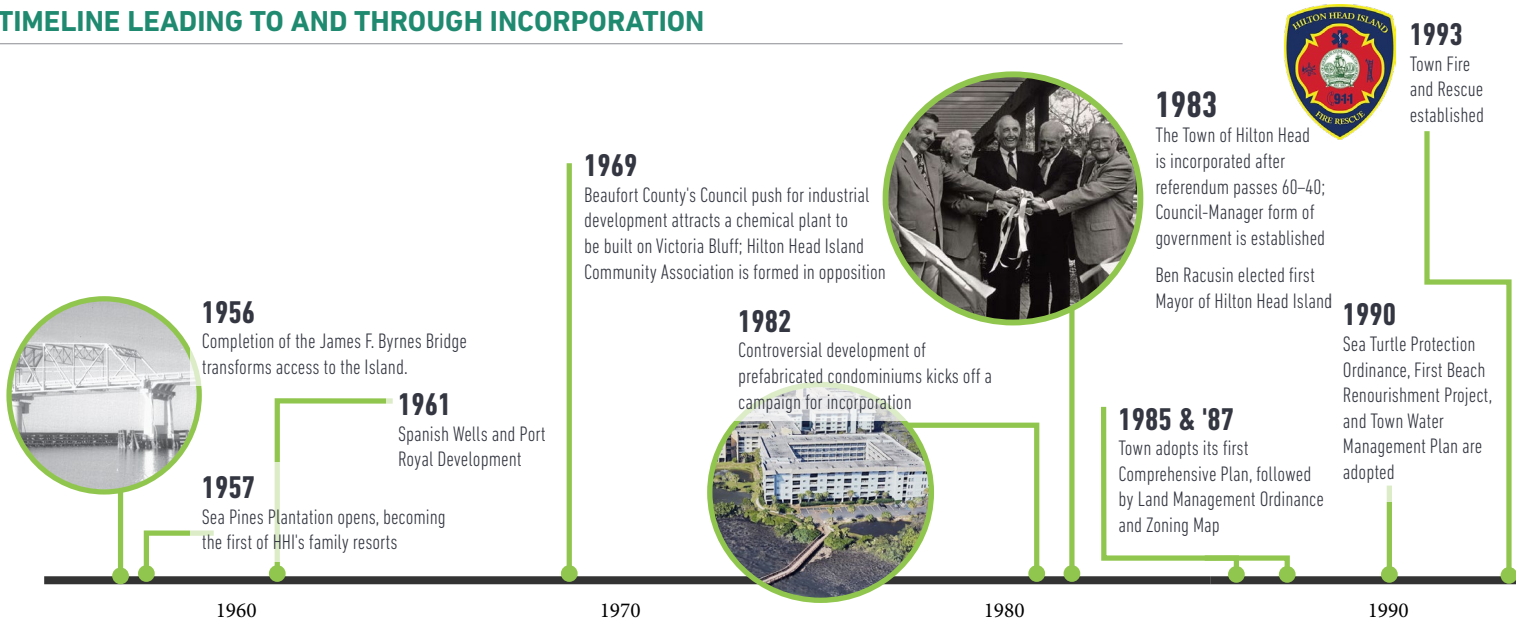 TIMELINE LEADING TO AND THROUGH INCORPORATION
1956
Completion of the James F. Byrnes Bridge
transforms access to the Island.
1957
Sea Pines Plantation opens, becoming
the first of HHI's family resorts
1961
Spanish Wells and Port
Royal Development
1969
Beaufort County's Council push for industrial
development attracts a chemical plant to
be built on Victoria Bluff; Hilton Head Island
Community Association is formed in opposition
1982
Controversial development of
prefabricated condominiums kicks off a
campaign for incorporation
1983
The Town of Hilton Head
is incorporated after
referendum passes 60–40;
Council-Manager form of
government is established
Ben Racusin elected first
Mayor of Hilton Head Island
1985 & '87
Town adopts its first
Comprehensive Plan, followed
by Land Management Ordinance
and Zoning Map
1990
Sea Turtle Protection
Ordinance, First Beach
Renourishment Project,
and Town Water
Management Plan are
adopted
HILTON HEAD ISLAND
9-1-1
FIRE RESCUE
1993
Town Fire
and Rescue
established
1960
1970
1980
1990